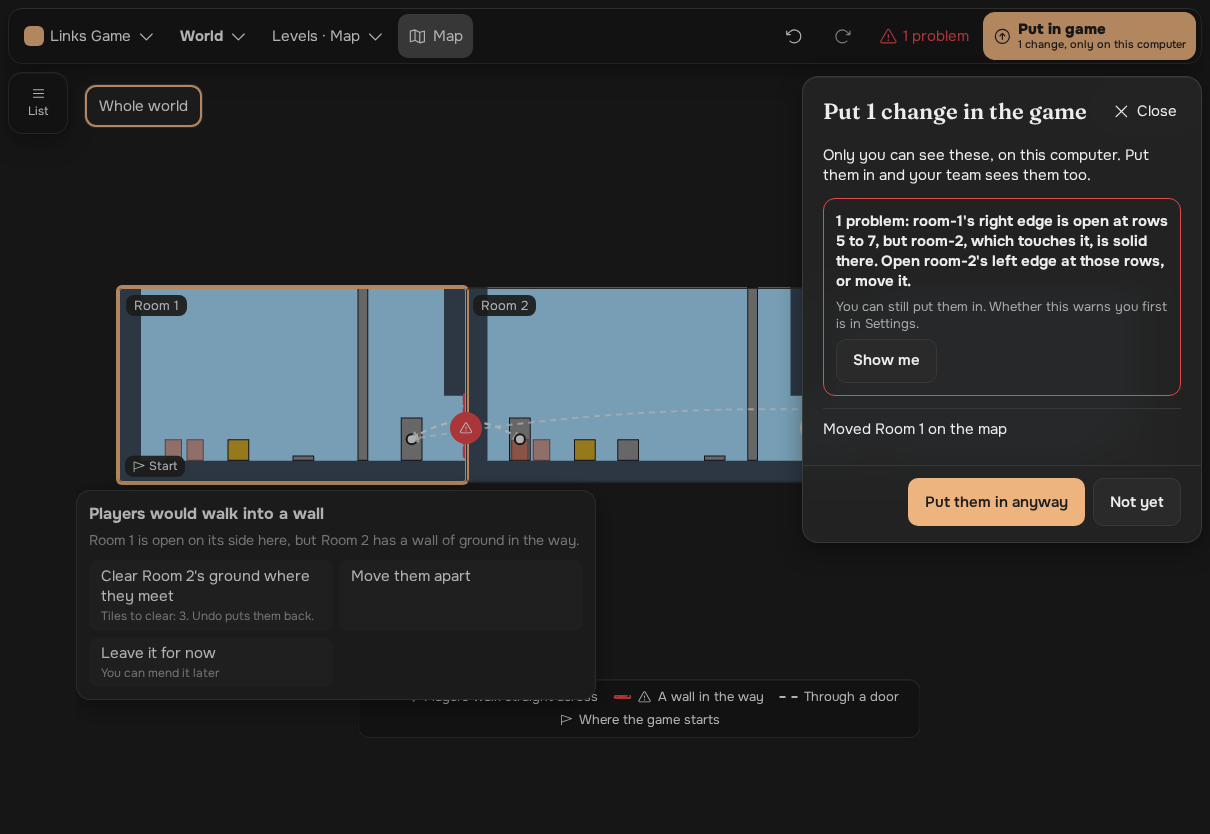 Links Game
World
Levels · Map
Map
1 problem
Put in game
1 change, only on this computer
List
Whole world
Put 1 change in the game
Close
Only you can see these, on this computer. Put
them in and your team sees them too.
1 problem: room-1's right edge is open at rows
5 to 7, but room-2, which touches it, is solid
there. Open room-2's left edge at those rows,
or move it.
You can still put them in. Whether this warns you first
is in Settings.
Show me
Moved Room 1 on the map
Put them in anyway
Not yet
Room 1
Room 2
Start
Players would walk into a wall
Room 1 is open on its side here, but Room 2 has a wall of ground in the way.
Clear Room 2's ground where
they meet
Tiles to clear: 3. Undo puts them back.
Move them apart
Leave it for now
You can mend it later
A wall in the way
Through a door
Where the game starts